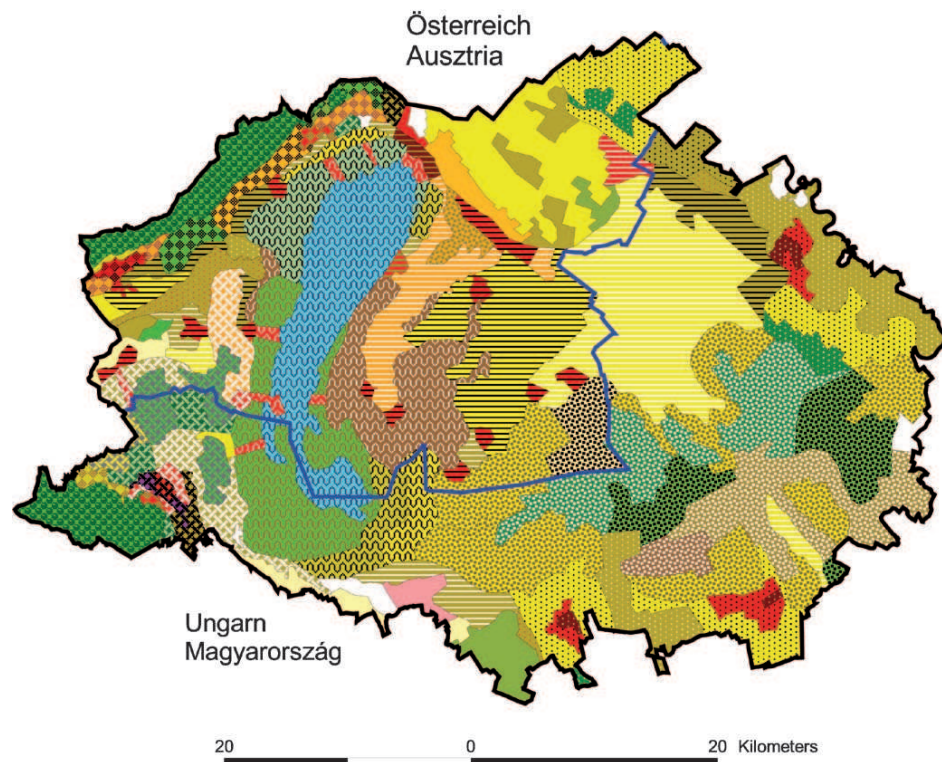 Österreich
Ausztria
Ungarn
Magyarország
20 0 20 Kilometers